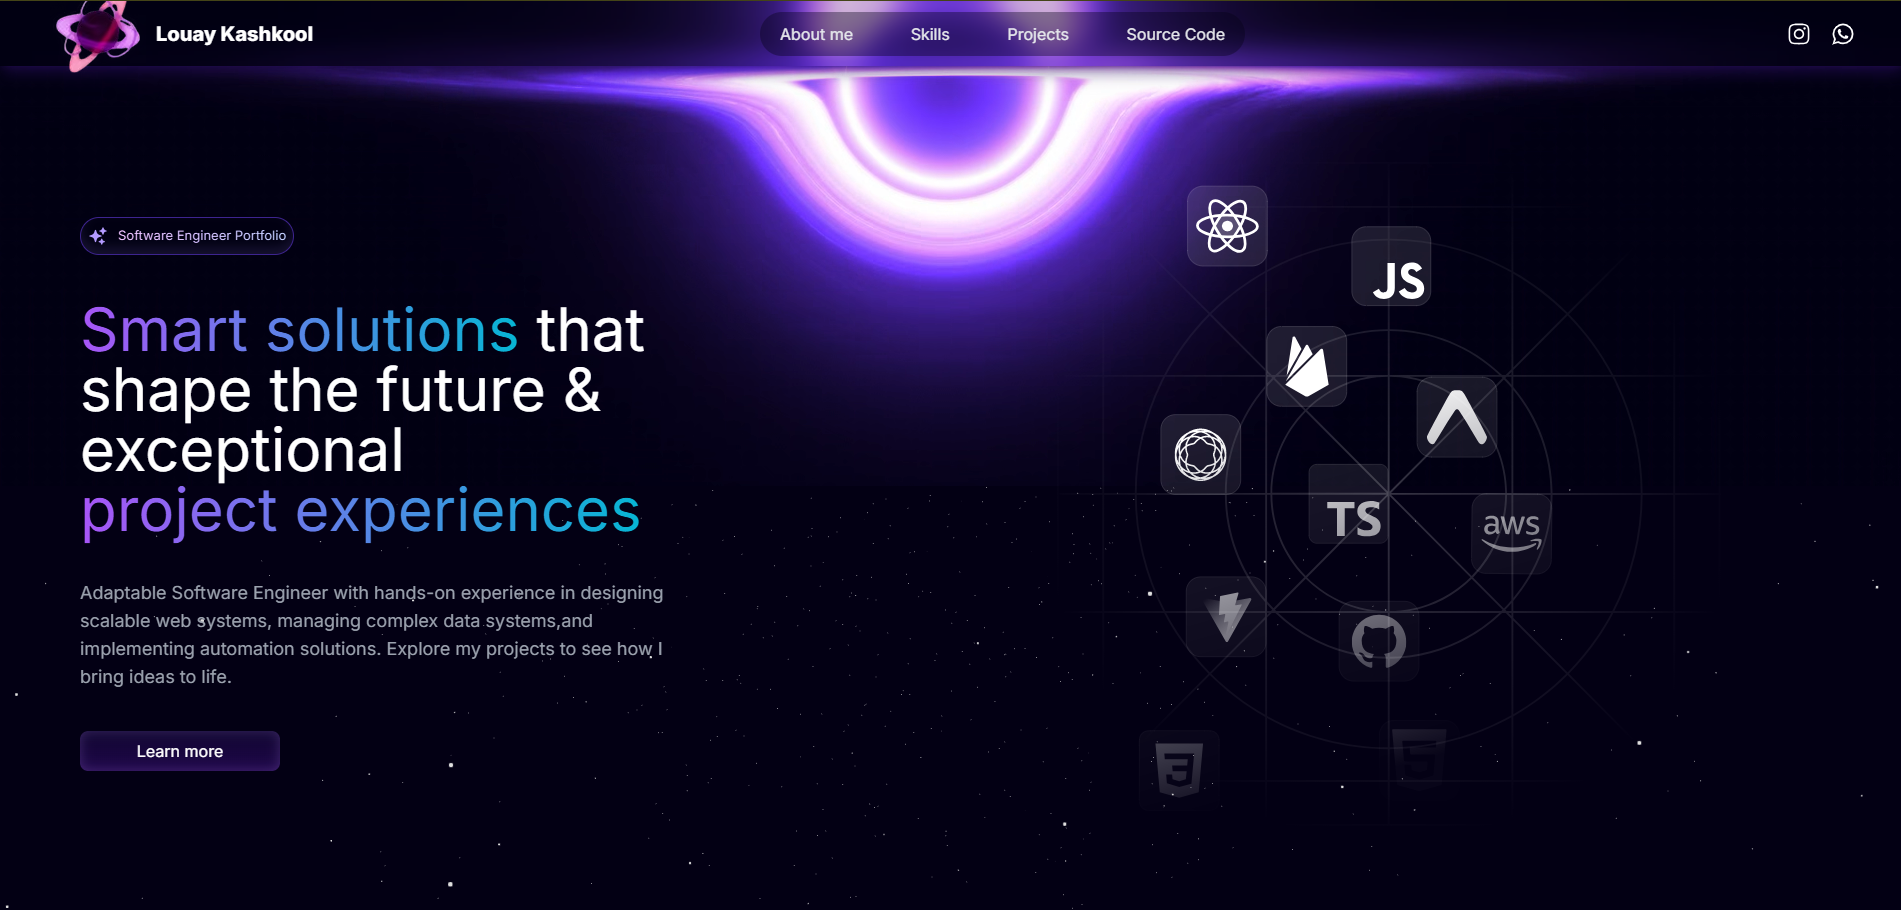 Louay Kashkool
About me
Skills
Projects
Source Code
Software Engineer Portfolio
Smart solutions that
shape the future &
exceptional
project experiences
Adaptable Software Engineer with hands-on experience in designing
scalable web systems, managing complex data systems,and
implementing automation solutions. Explore my projects to see how I
bring ideas to life.
Learn more
JS
TS
aws
3
5